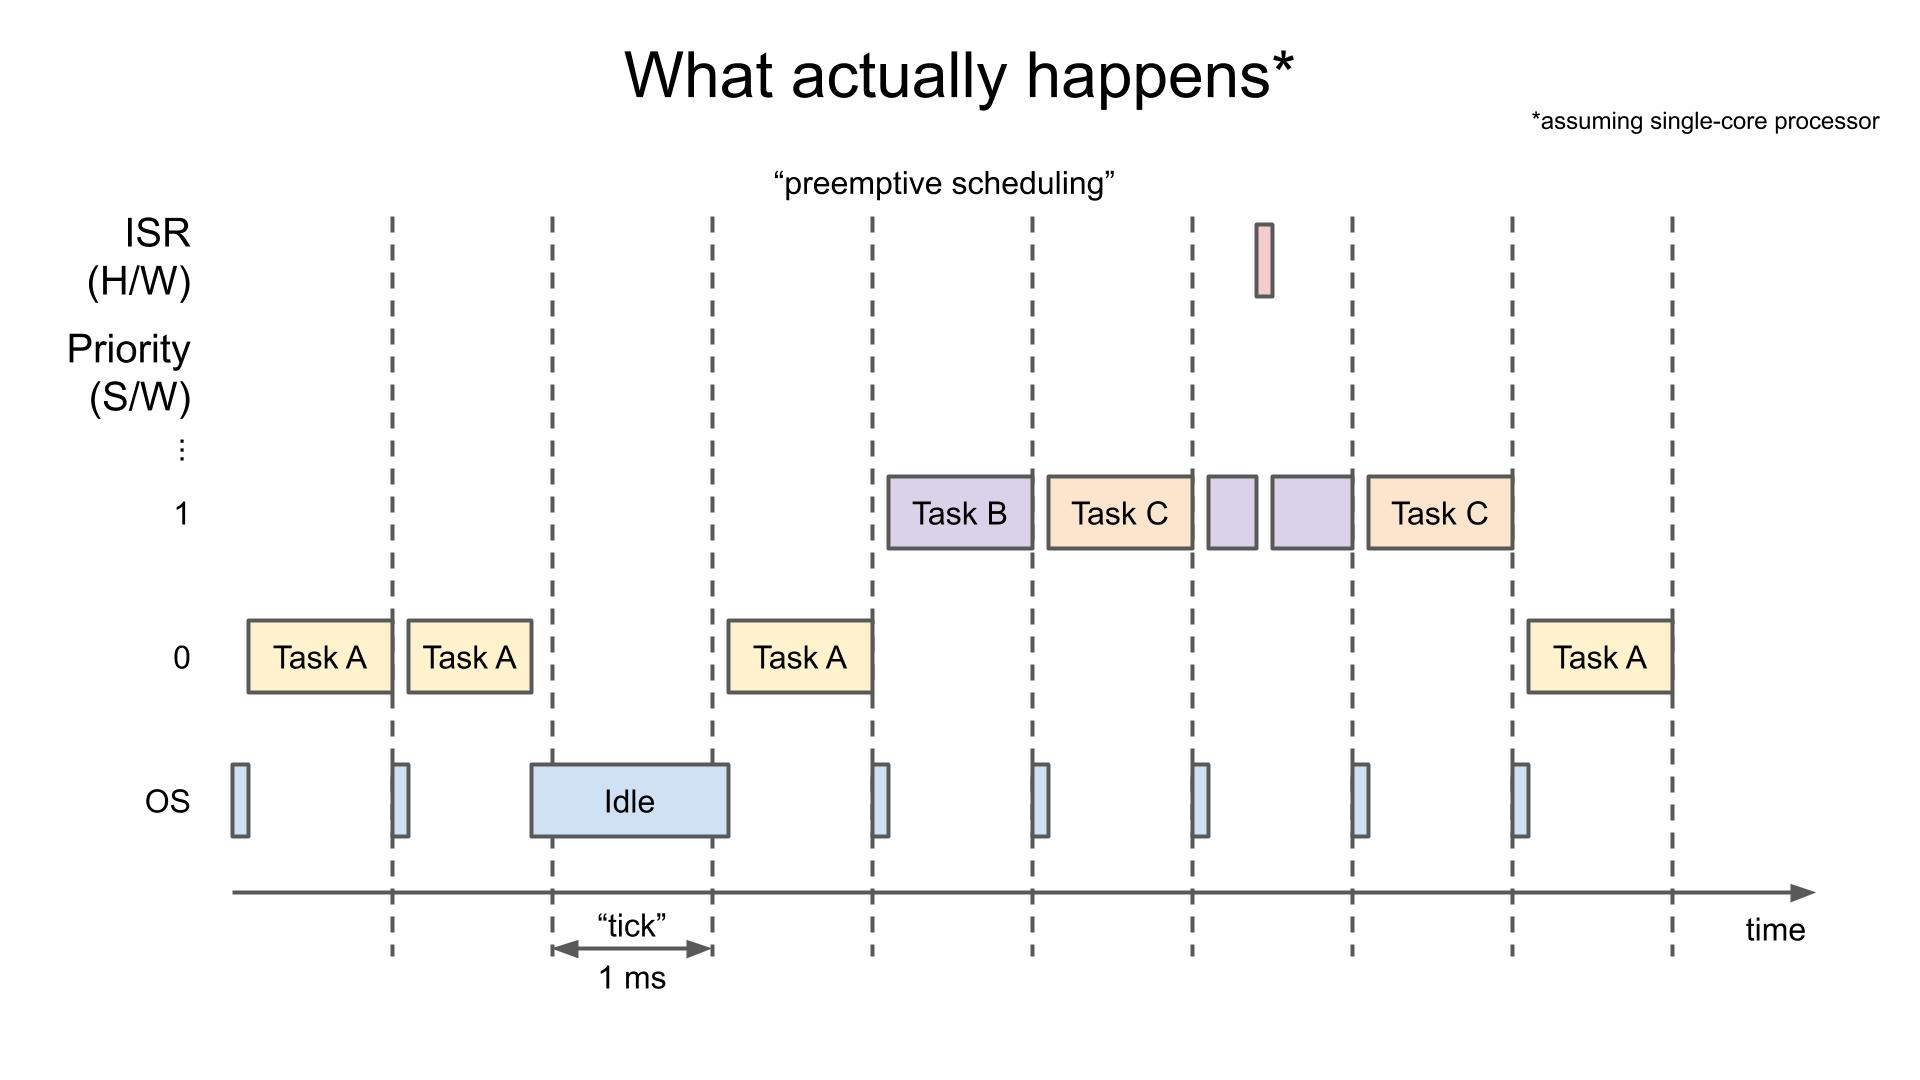 What actually happens*
*assuming single-core processor
“preemptive scheduling”
ISR
(H/W)
Priority
(S/W)
⋮
1
Task B
Task C
Task C
0
Task A
Task A
Task A
Task A
OS
Idle
“tick”
time
1 ms